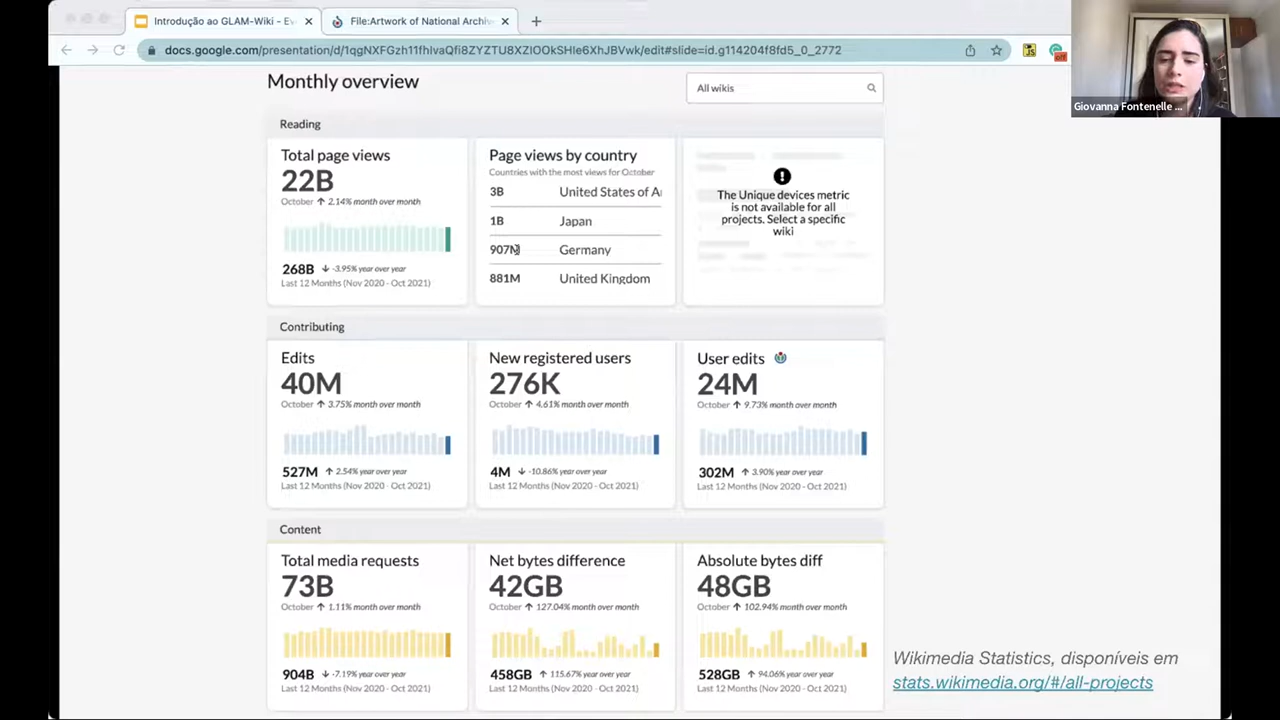 Introdução ao GLAM-Wiki - Ev
File:Artwork of National Archiv
docs.google.com/presentation/d/1qgNXFGzh11fhIvaQfi8ZYZTU8XZIOOkSHIe6XhJBVwk/edit#slide=id.g114204f8fd5_0_2772
Giovanna Fontenelle ...
Monthly overview
All wikis
Reading
Total page views
22B
October ↑ 2.14% month over month
268B ↓ -3.95% year over year
Last 12 Months (Nov 2020 - Oct 2021)
Page views by country
Countries with the most views for October
3B United States of Ar
1B Japan
907M Germany
881M United Kingdom
The Unique devices metric
is not available for all
projects. Select a specific
wiki
Contributing
Edits
40M
October ↑ 3.75% month over month
527M ↑ 2.54% year over year
Last 12 Months (Nov 2020 - Oct 2021)
New registered users
276K
October ↑ 4.61% month over month
4M ↓ -10.86% year over year
Last 12 Months (Nov 2020 - Oct 2021)
User edits
24M
October ↑ 9.73% month over month
302M ↑ 3.90% year over year
Last 12 Months (Nov 2020 - Oct 2021)
Content
Total media requests
73B
October ↑ 1.11% month over month
904B ↓ -7.19% year over year
Last 12 Months (Nov 2020 - Oct 2021)
Net bytes difference
42GB
October ↑ 127.04% month over month
458GB ↑ 115.67% year over year
Last 12 Months (Nov 2020 - Oct 2021)
Absolute bytes diff
48GB
October ↑ 102.94% month over month
528GB ↑ 94.06% year over year
Last 12 Months (Nov 2020 - Oct 2021)
Wikimedia Statistics, disponíveis em
stats.wikimedia.org/#/all-projects